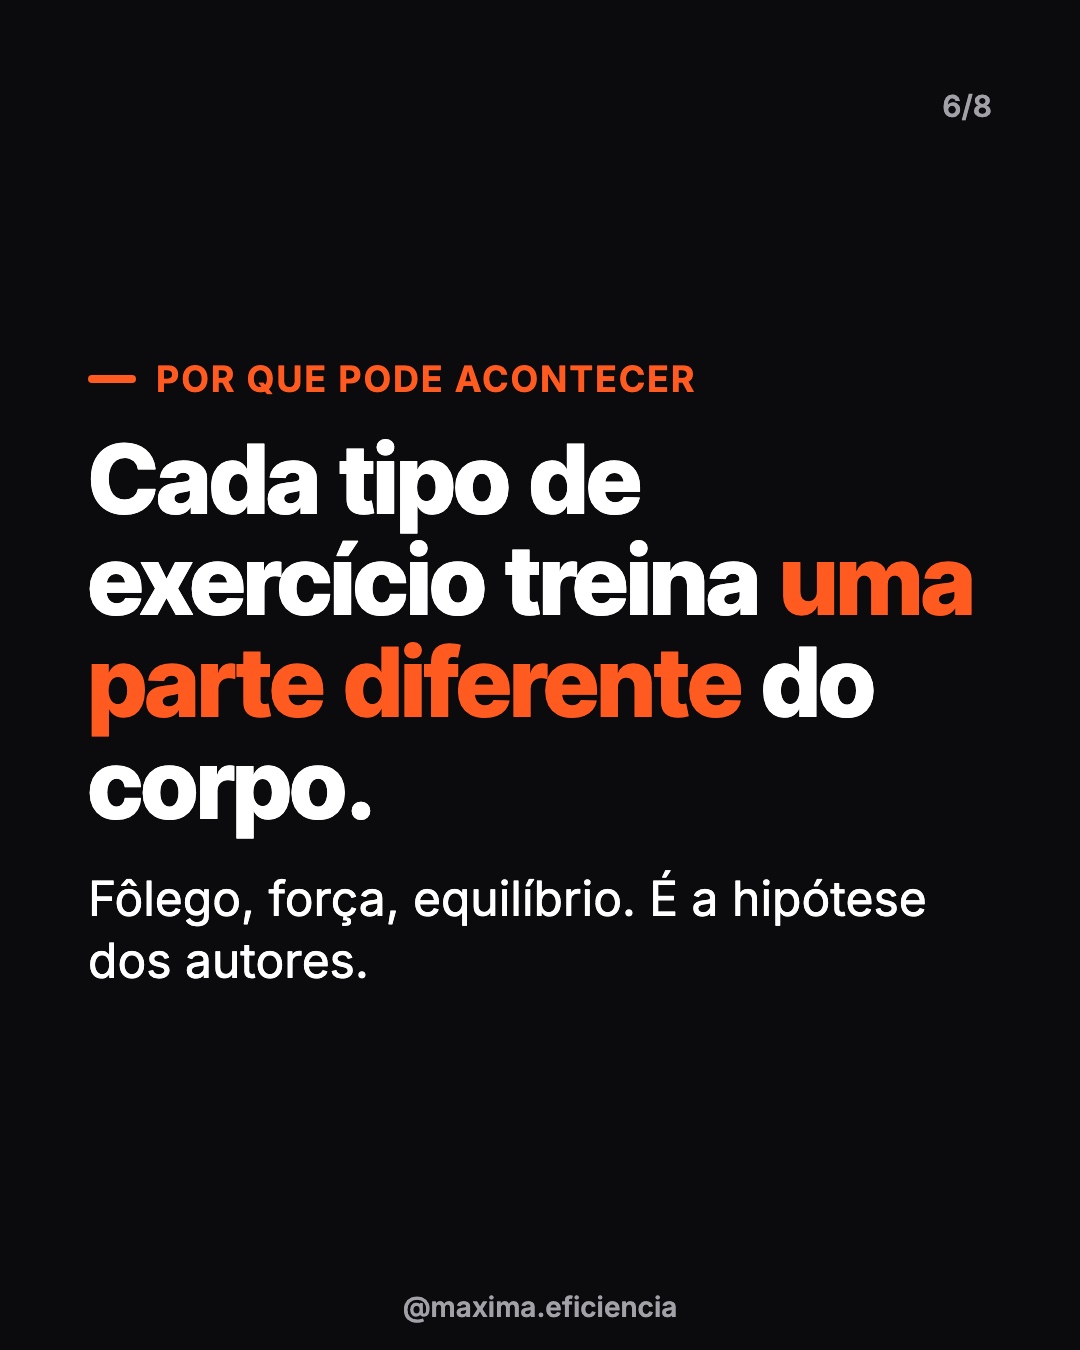 6/8
POR QUE PODE ACONTECER
Cada tipo de
exercício treina uma
parte diferente do
corpo.
Fôlego, força, equilíbrio. É a hipótese
dos autores.
@maxima.eficiencia